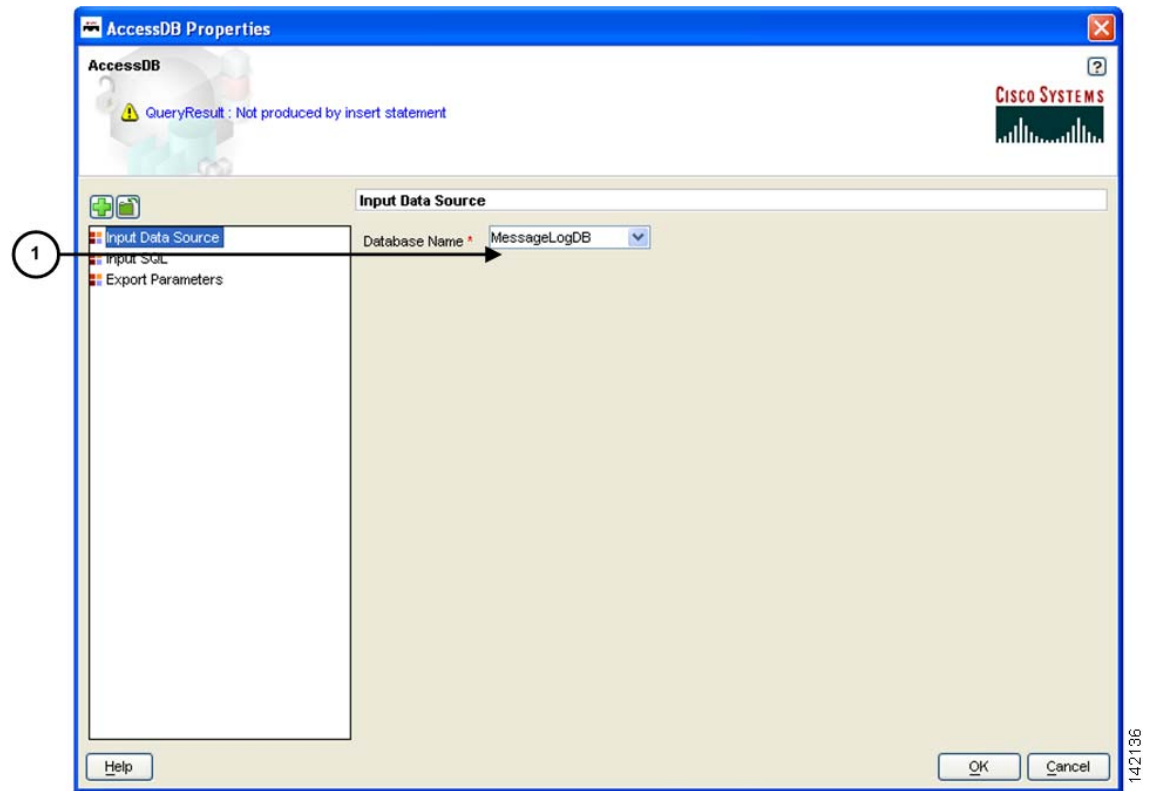 AccessDB Properties
AccessDB
?
QueryResult : Not produced by insert statement
CISCO SYSTEMS
Input Data Source
Input Data Source
Database Name * MessageLogDB
1
Input SQL
Export Parameters
Help
OK
Cancel
142136